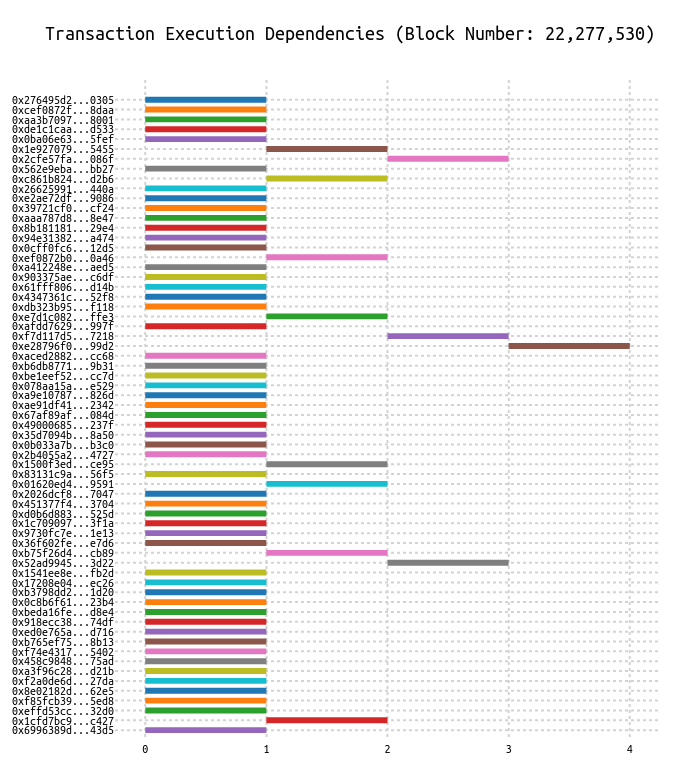 Transaction Execution Dependencies (Block Number: 22,277,530)
0x276495d2...0305
0xcef0872f...8daa
0xaa3b7097...8001
0xde1c1caa...d533
0x0ba06e63...5fef
0x1e927079...5455
0x2cfe57fa...086f
0x562e9eba...bb27
0xc861b824...d2b6
0x26625991...440a
0xe2ae72df...9086
0x39721cf0...cf24
0xaaa787d8...8e47
0x8b181181...29e4
0x94e31382...a474
0x0cff0fc6...12d5
0xef0872b0...0a46
0xa412248e...aed5
0x903375ae...c6df
0x61fff806...d14b
0x4347361c...52f8
0xdb323b95...f118
0xe7d1c082...ffe3
0xafdd7629...997f
0xf7d117d5...7218
0xe28796f0...99d2
0xaced2882...cc68
0xb6db8771...9b31
0xbe1eef52...cc7d
0x078aa15a...e529
0xa9e10787...826d
0xae91df41...2342
0x67af89af...084d
0x49000685...237f
0x35d7094b...8a50
0x0b033a7b...b3c0
0x2b4055a2...4727
0x1500f3ed...ce95
0x83131c9a...56f5
0x01620ed4...9591
0x2026dcf8...7047
0x451377f4...3704
0xd0b6d883...525d
0x1c709097...3f1a
0x9730fc7e...1e13
0x36f602fe...e7d6
0xb75f26d4...cb89
0x52ad9945...3d22
0x1541ee8e...fb2d
0x17208e04...ec26
0xb3798dd2...1d20
0x0c8b6f61...23b4
0xbeda16fe...d8e4
0x918ecc38...74df
0xed0e765a...d716
0xb765ef75...8b13
0xf74e4317...5402
0x458c9848...75ad
0xa3f96c28...d21b
0xf2a0de6d...27da
0x8e02182d...62e5
0xf85fcb39...5ed8
0xeffd53cc...32d0
0x1cfd7bc9...c427
0x6996389d...43d5
0 1 2 3 4